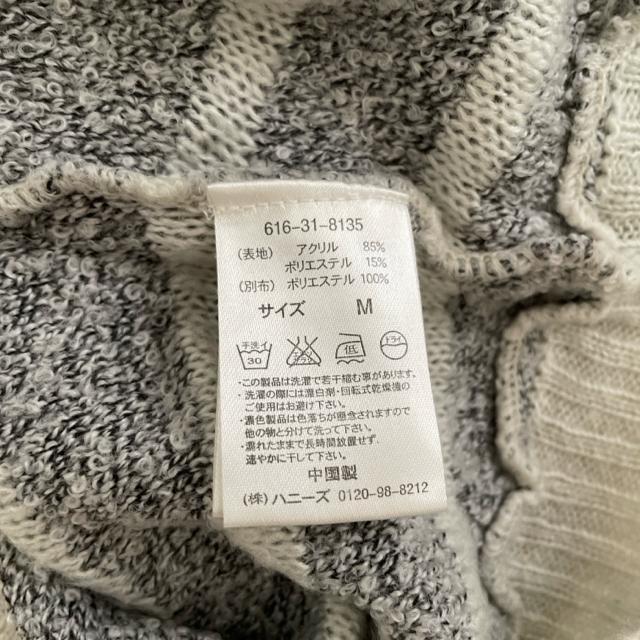 616-31-8135
(表地) アクリル 85%
ポリエステル 15%
(別布) ポリエステル 100%
サイズ M
手洗イ 30 低 ドライ
・この製品は洗濯で若干縮む事があります。
・洗濯の際には漂白剤・回転式乾燥機の
ご使用はお避け下さい。
・濃色製品は色落ちが懸念されますので
他の物と分けて洗って下さい。
・濡れたまま長時間放置せず、
速やかに干して下さい。
中国製
(株) ハニーズ 0120-98-8212